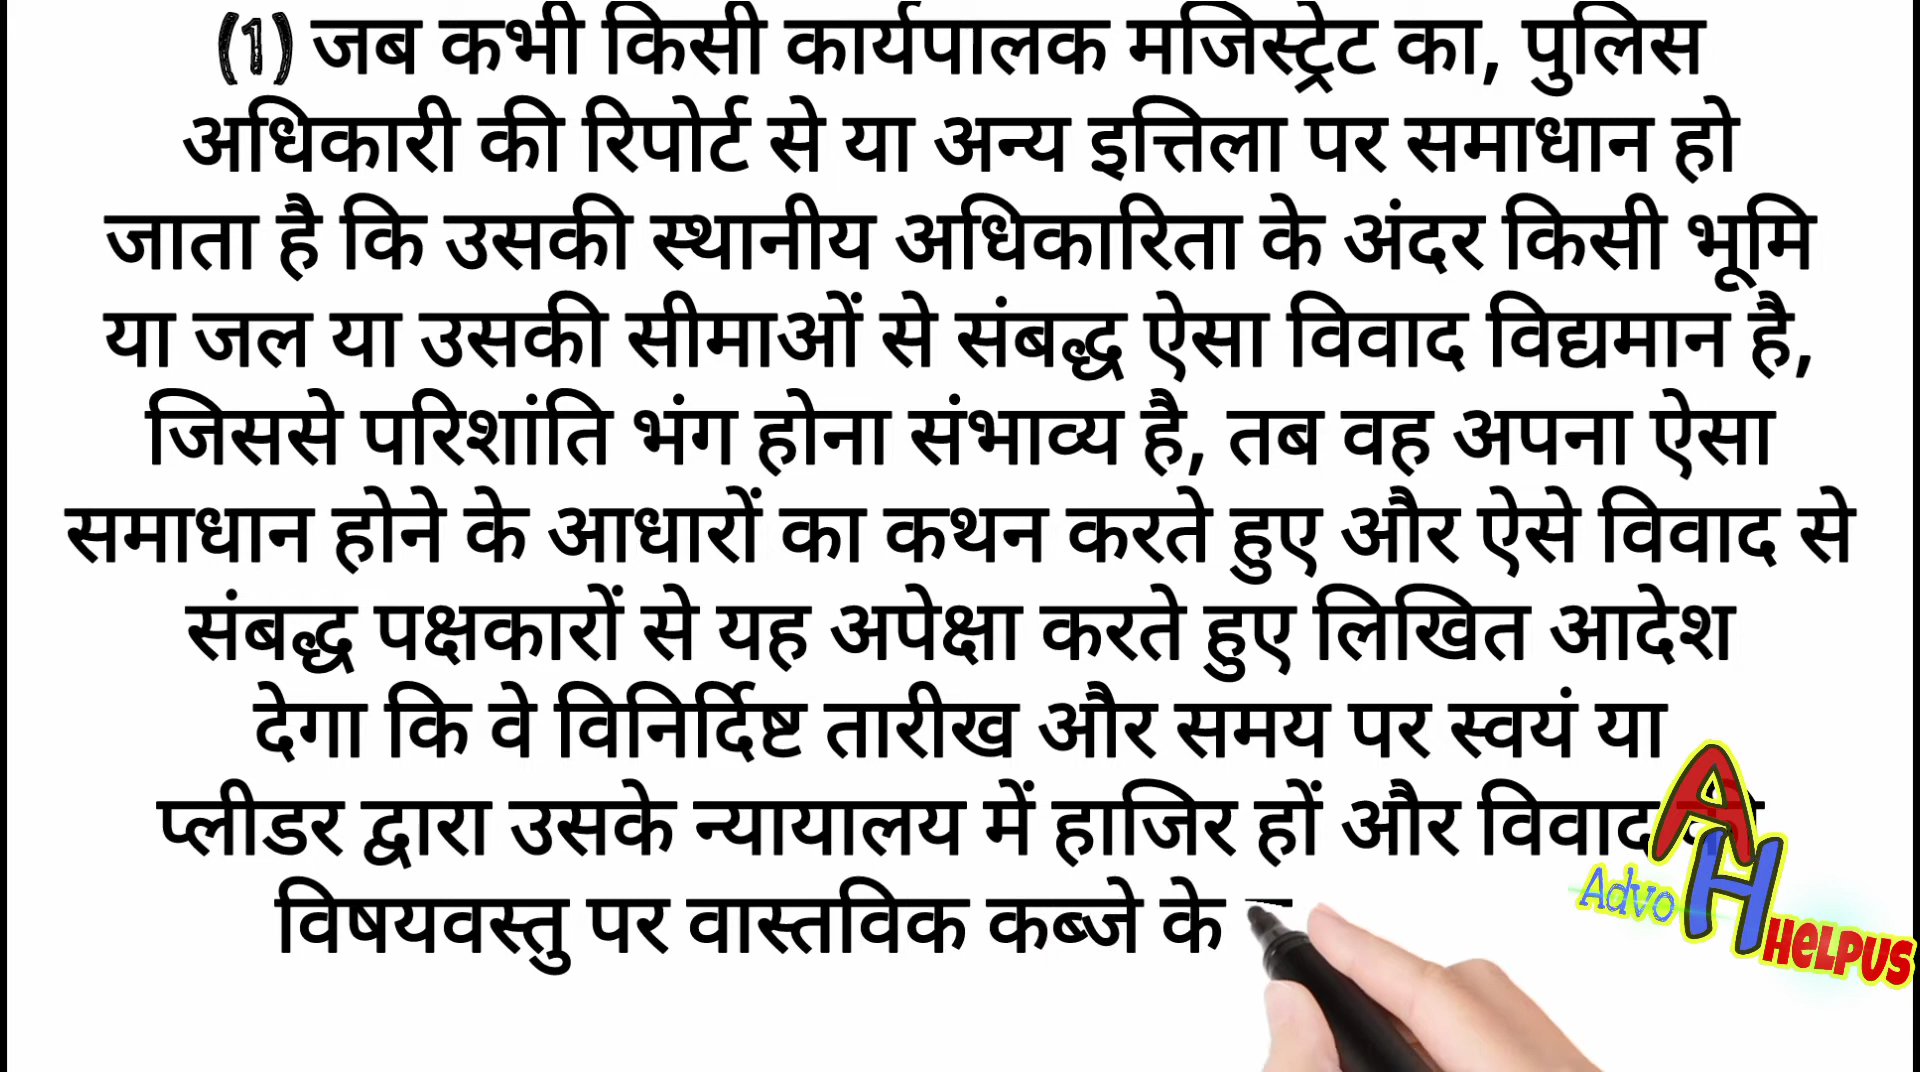 (1) जब कभी किसी कार्यपालक मजिस्ट्रेट का, पुलिस
अधिकारी की रिपोर्ट से या अन्य इत्तिला पर समाधान हो
जाता है कि उसकी स्थानीय अधिकारिता के अंदर किसी भूमि
या जल या उसकी सीमाओं से संबद्ध ऐसा विवाद विद्यमान है,
जिससे परिशांति भंग होना संभाव्य है, तब वह अपना ऐसा
समाधान होने के आधारों का कथन करते हुए और ऐसे विवाद से
संबद्ध पक्षकारों से यह अपेक्षा करते हुए लिखित आदेश
देगा कि वे विनिर्दिष्ट तारीख और समय पर स्वयं या
प्लीडर द्वारा उसके न्यायालय में हाजिर हों और विवाद
विषयवस्तु पर वास्तविक कब्जे के
AH
Advo
HELPUS